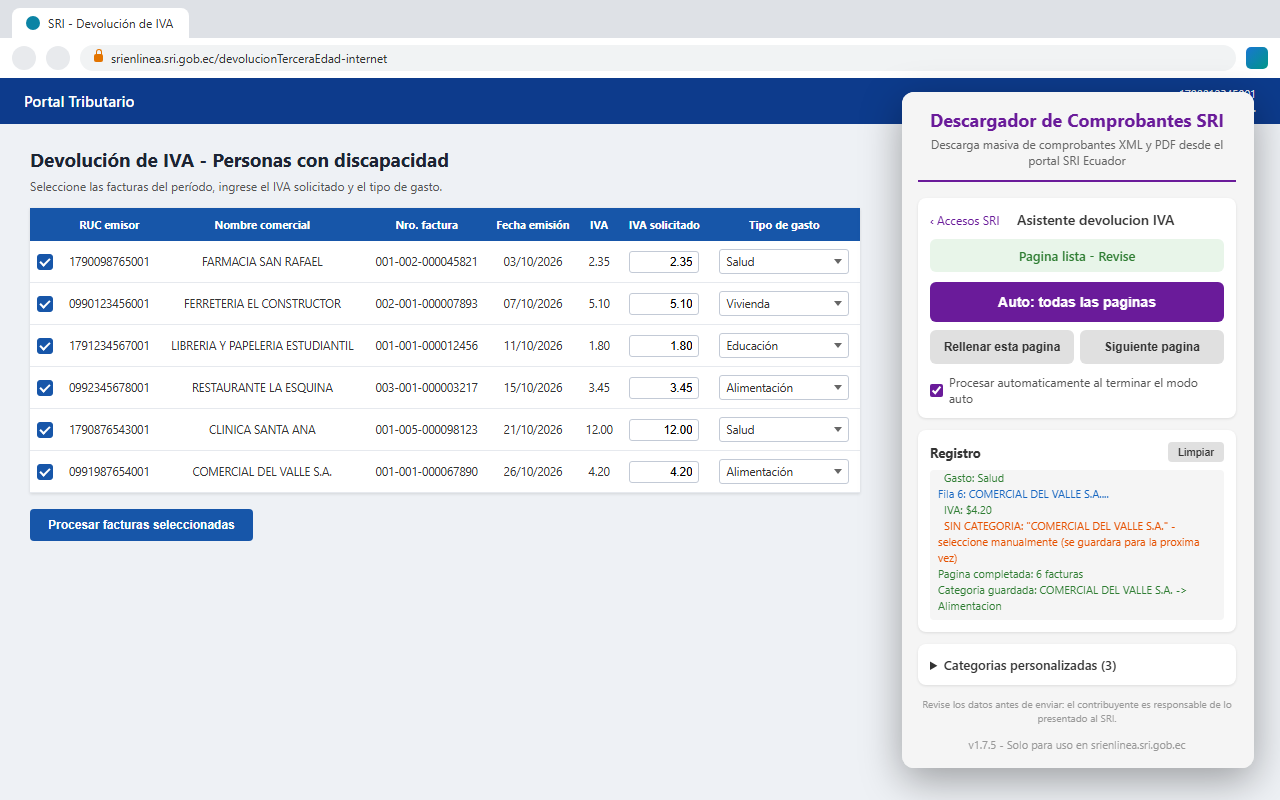 SRI - Devolución de IVA
srienlinea.sri.gob.ec/devolucionTerceraEdad-internet
Portal Tributario
Devolución de IVA - Personas con discapacidad
Seleccione las facturas del período, ingrese el IVA solicitado y el tipo de gasto.
RUC emisor Nombre comercial Nro. factura Fecha emisión IVA IVA solicitado Tipo de gasto
1790098765001 FARMACIA SAN RAFAEL 001-002-000045821 03/10/2026 2.35 2.35 Salud
0990123456001 FERRETERIA EL CONSTRUCTOR 002-001-000007893 07/10/2026 5.10 5.10 Vivienda
1791234567001 LIBRERIA Y PAPELERIA ESTUDIANTIL 001-001-000012456 11/10/2026 1.80 1.80 Educación
0992345678001 RESTAURANTE LA ESQUINA 003-001-000003217 15/10/2026 3.45 3.45 Alimentación
1790876543001 CLINICA SANTA ANA 001-005-000098123 21/10/2026 12.00 12.00 Salud
0991987654001 COMERCIAL DEL VALLE S.A. 001-001-000067890 26/10/2026 4.20 4.20 Alimentación
Procesar facturas seleccionadas
Descargador de Comprobantes SRI
Descarga masiva de comprobantes XML y PDF desde el
portal SRI Ecuador
‹ Accesos SRI Asistente devolucion IVA
Pagina lista - Revise
Auto: todas las paginas
Rellenar esta pagina Siguiente pagina
Procesar automaticamente al terminar el modo
auto
Registro Limpiar
Gasto: Salud
Fila 6: COMERCIAL DEL VALLE S.A....
IVA: $4.20
SIN CATEGORIA: "COMERCIAL DEL VALLE S.A." -
seleccione manualmente (se guardara para la proxima
vez)
Pagina completada: 6 facturas
Categoria guardada: COMERCIAL DEL VALLE S.A. ->
Alimentacion
▶ Categorias personalizadas (3)
Revise los datos antes de enviar: el contribuyente es responsable de lo
presentado al SRI.
v1.7.5 - Solo para uso en srienlinea.sri.gob.ec